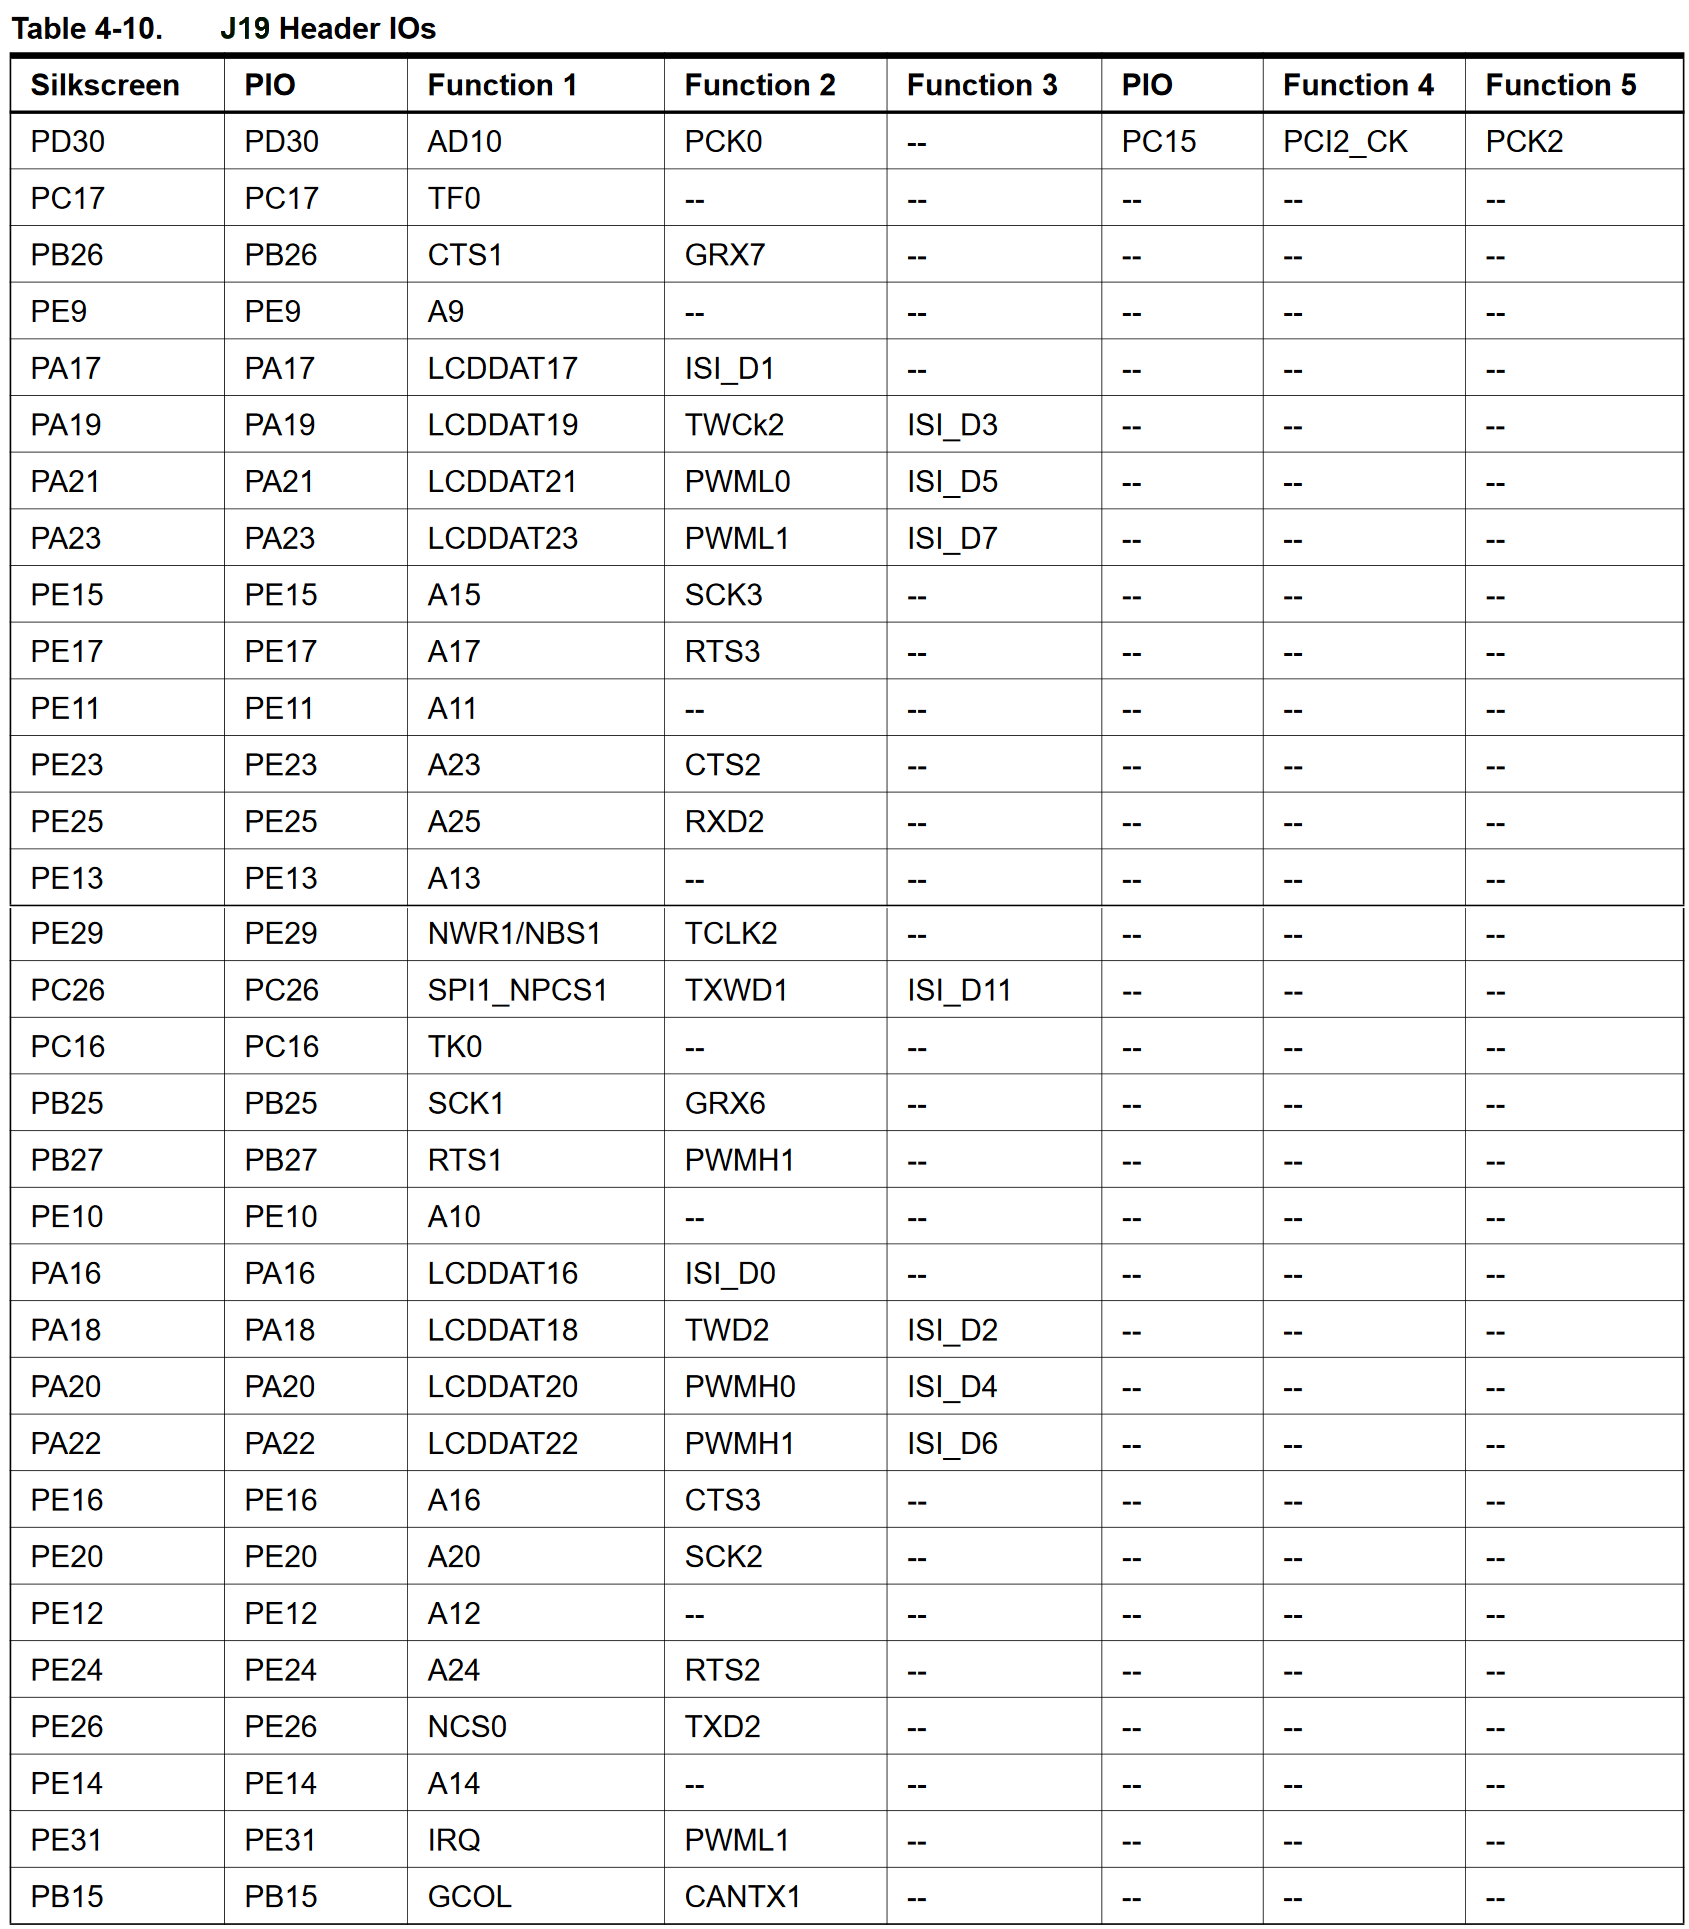 Table 4-10. J19 Header IOs
Silkscreen PIO Function 1 Function 2 Function 3 PIO Function 4 Function 5
PD30 PD30 AD10 PCK0 -- PC15 PCI2_CK PCK2
PC17 PC17 TF0 -- -- -- -- --
PB26 PB26 CTS1 GRX7 -- -- -- --
PE9 PE9 A9 -- -- -- -- --
PA17 PA17 LCDDAT17 ISI_D1 -- -- -- --
PA19 PA19 LCDDAT19 TWCk2 ISI_D3 -- -- --
PA21 PA21 LCDDAT21 PWML0 ISI_D5 -- -- --
PA23 PA23 LCDDAT23 PWML1 ISI_D7 -- -- --
PE15 PE15 A15 SCK3 -- -- -- --
PE17 PE17 A17 RTS3 -- -- -- --
PE11 PE11 A11 -- -- -- -- --
PE23 PE23 A23 CTS2 -- -- -- --
PE25 PE25 A25 RXD2 -- -- -- --
PE13 PE13 A13 -- -- -- -- --
PE29 PE29 NWR1/NBS1 TCLK2 -- -- -- --
PC26 PC26 SPI1_NPCS1 TXWD1 ISI_D11 -- -- --
PC16 PC16 TK0 -- -- -- -- --
PB25 PB25 SCK1 GRX6 -- -- -- --
PB27 PB27 RTS1 PWMH1 -- -- -- --
PE10 PE10 A10 -- -- -- -- --
PA16 PA16 LCDDAT16 ISI_D0 -- -- -- --
PA18 PA18 LCDDAT18 TWD2 ISI_D2 -- -- --
PA20 PA20 LCDDAT20 PWMH0 ISI_D4 -- -- --
PA22 PA22 LCDDAT22 PWMH1 ISI_D6 -- -- --
PE16 PE16 A16 CTS3 -- -- -- --
PE20 PE20 A20 SCK2 -- -- -- --
PE12 PE12 A12 -- -- -- -- --
PE24 PE24 A24 RTS2 -- -- -- --
PE26 PE26 NCS0 TXD2 -- -- -- --
PE14 PE14 A14 -- -- -- -- --
PE31 PE31 IRQ PWML1 -- -- -- --
PB15 PB15 GCOL CANTX1 -- -- -- --